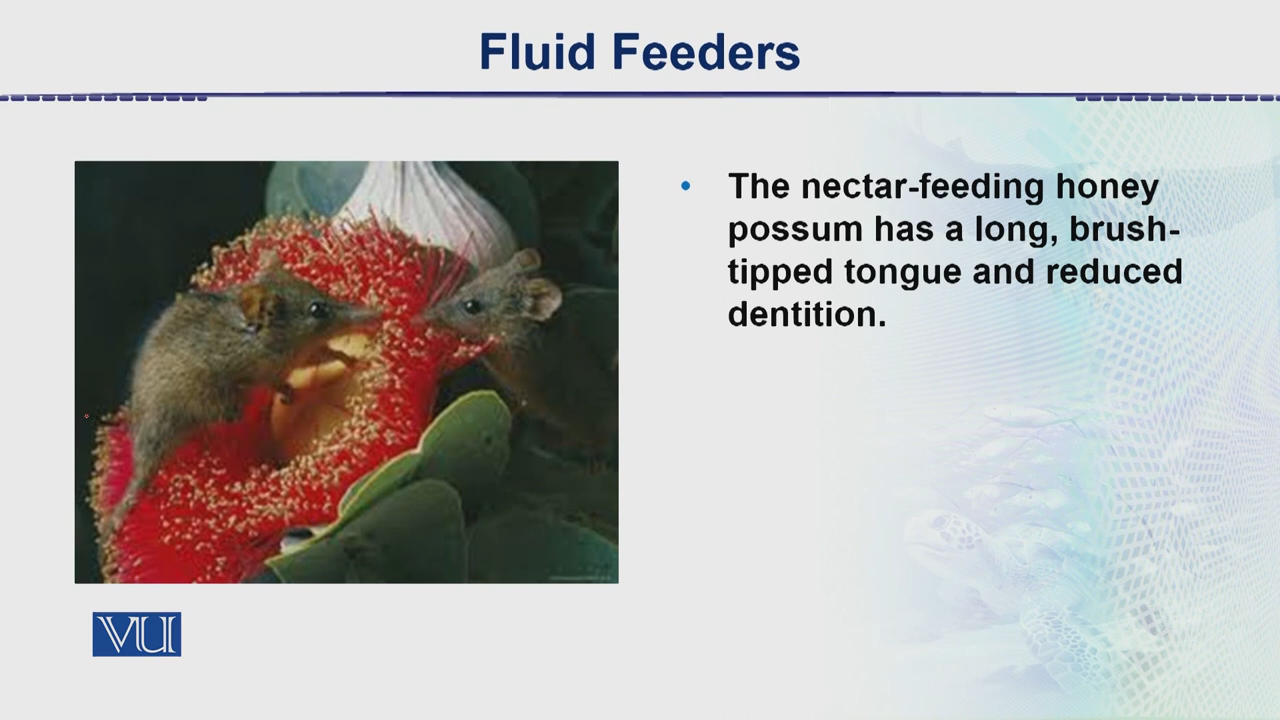 Fluid Feeders
• The nectar-feeding honey
possum has a long, brush-
tipped tongue and reduced
dentition.
VU